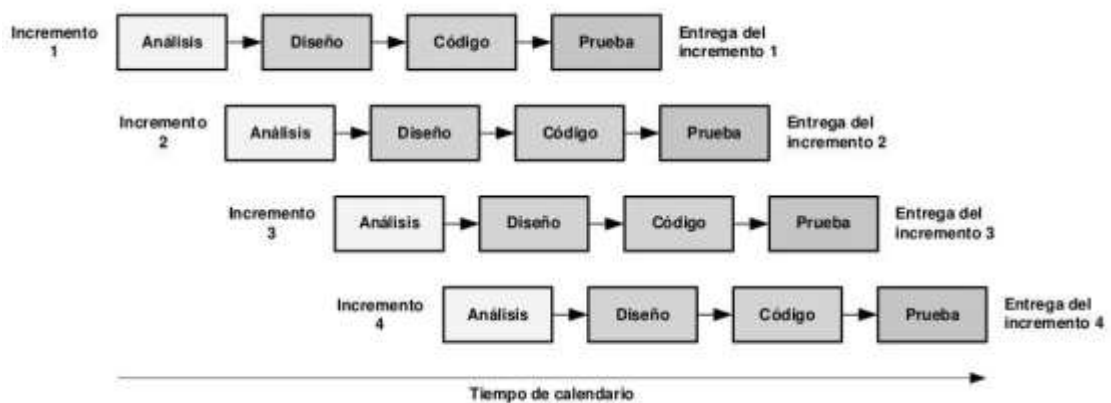 Incremento
1
Análisis
Diseño
Código
Prueba
Entrega del
incremento 1
Incremento
2
Análisis
Diseño
Código
Prueba
Entrega del
incremento 2
Incremento
3
Análisis
Diseño
Código
Prueba
Entrega del
incremento 3
Incremento
4
Análisis
Diseño
Código
Prueba
Entrega del
incremento 4
Tiempo de calendario